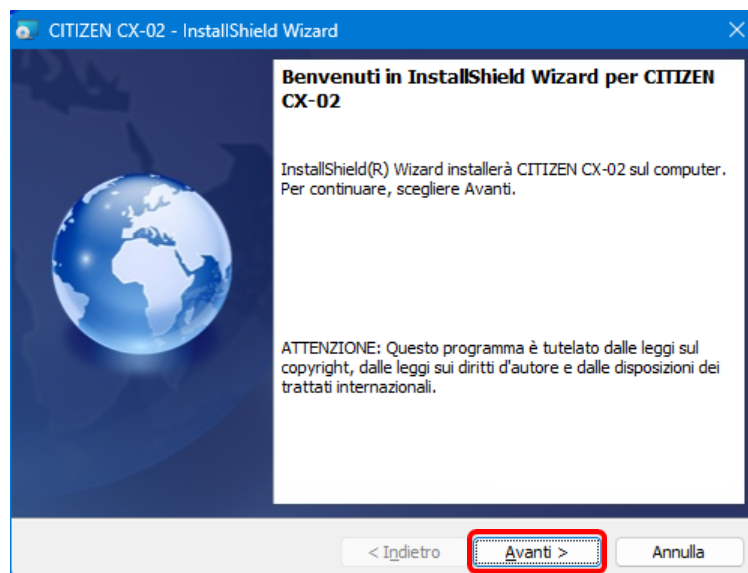 CITIZEN CX-02 - InstallShield Wizard
Benvenuti in InstallShield Wizard per CITIZEN
CX-02
InstallShield(R) Wizard installerà CITIZEN CX-02 sul computer.
Per continuare, scegliere Avanti.
ATTENZIONE: Questo programma è tutelato dalle leggi sul
copyright, dalle leggi sui diritti d'autore e dalle disposizioni dei
trattati internazionali.
< Indietro Avanti > Annulla